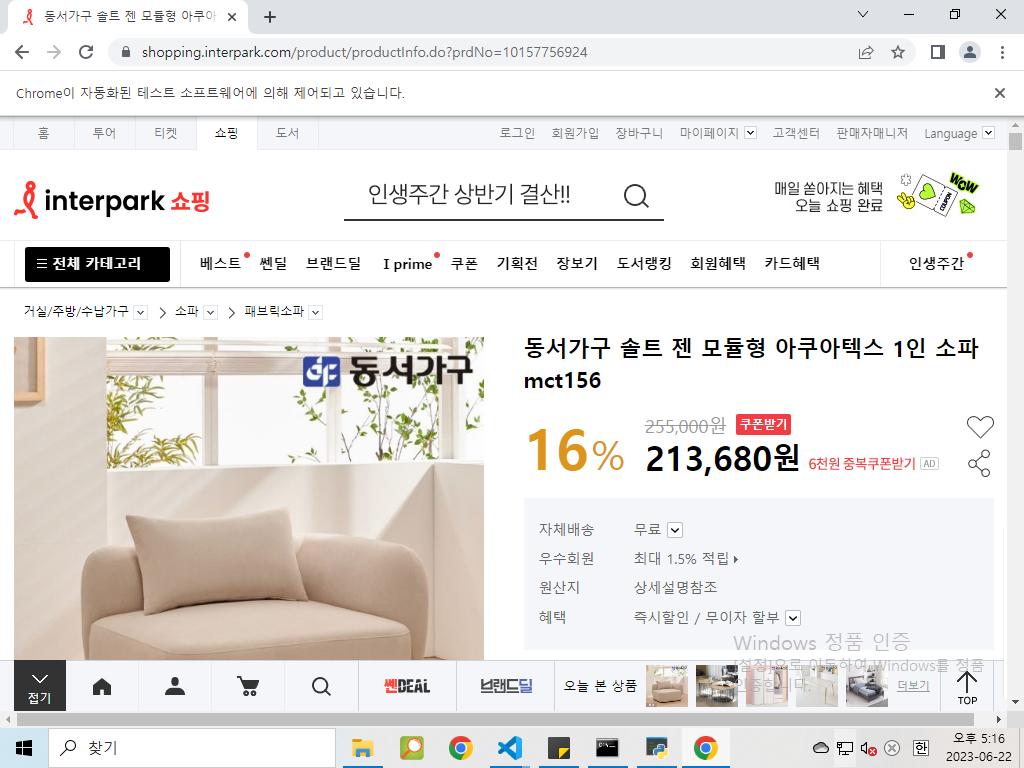 동서가구 솔트 젠 모듈형 아쿠아
shopping.interpark.com/product/productInfo.do?prdNo=10157756924
Chrome이 자동화된 테스트 소프트웨어에 의해 제어되고 있습니다.
홈 투어 티켓 쇼핑 도서 로그인 회원가입 장바구니 마이페이지 고객센터 판매자매니저 Language
interpark 쇼핑 인생주간 상반기 결산!!
매일 쏟아지는 혜택
오늘 쇼핑 완료
COUPON WOW
전체 카테고리 베스트 쎈딜 브랜드딜 I prime 쿠폰 기획전 장보기 도서랭킹 회원혜택 카드혜택 인생주간
거실/주방/수납가구 소파 패브릭소파
동서가구
동서가구 솔트 젠 모듈형 아쿠아텍스 1인 소파
mct156
16% 255,000원 쿠폰받기
213,680원 6천원 중복쿠폰받기 AD
자체배송 무료
우수회원 최대 1.5% 적립
원산지 상세설명참조
혜택 즉시할인 / 무이자 할부
Windows 정품 인증
[설정]으로 이동하여 Windows를 정품
인증합니다.
접기 쎈DEAL 브랜드딜 오늘 본 상품 더보기 TOP
찾기 한 오후 5:16
2023-06-22